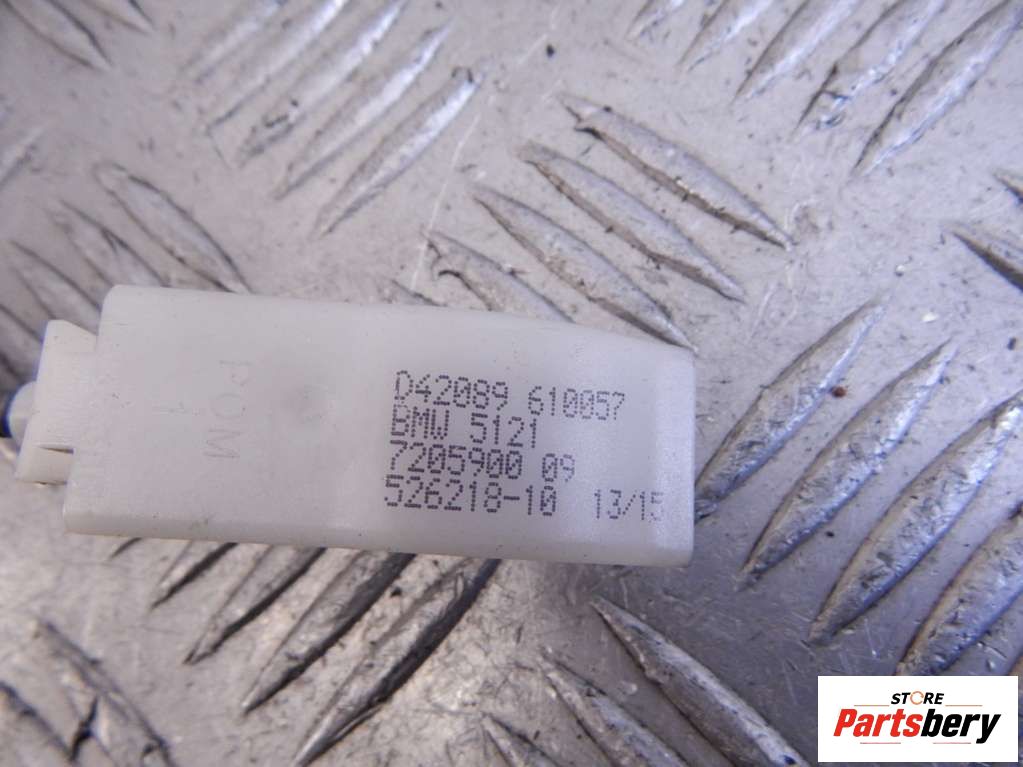 POM
D42089 610057
BMW 5121
7205900 09
526218-10 13/15
STORE
Partsbery